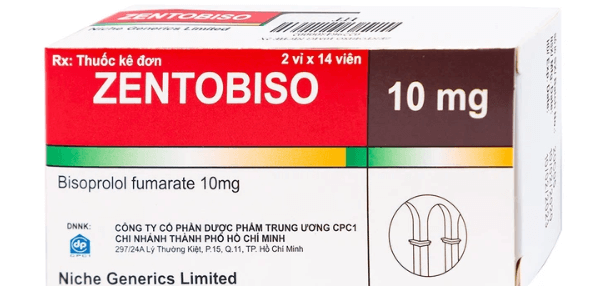 Niche Generics Limited
Rx: Thuốc kê đơn
2 vỉ x 14 viên
ZENTOBISO
10 mg
Bisoprolol fumarate 10mg
DNNK:
CÔNG TY CỔ PHẦN DƯỢC PHẨM TRUNG ƯƠNG CPC1
CHI NHÁNH THÀNH PHỐ HỒ CHÍ MINH
297/24A Lý Thường Kiệt, P.15, Q.11, TP. Hồ Chí Minh
dp
CPC1
Niche Generics Limited